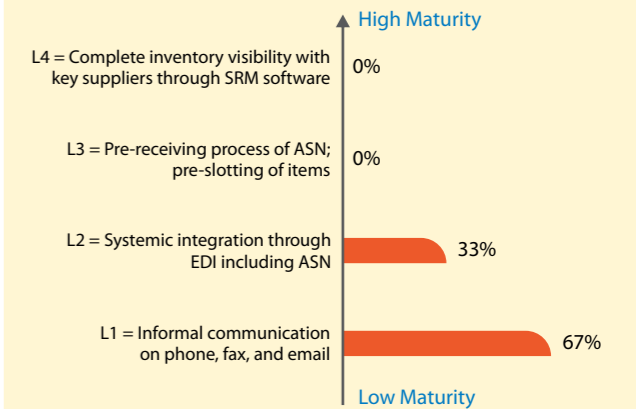 High Maturity
L4 = Complete inventory visibility with
key suppliers through SRM software
0%
L3 = Pre-receiving process of ASN;
pre-slotting of items
0%
L2 = Systemic integration through
EDI including ASN
33%
L1 = Informal communication
on phone, fax, and email
67%
Low Maturity